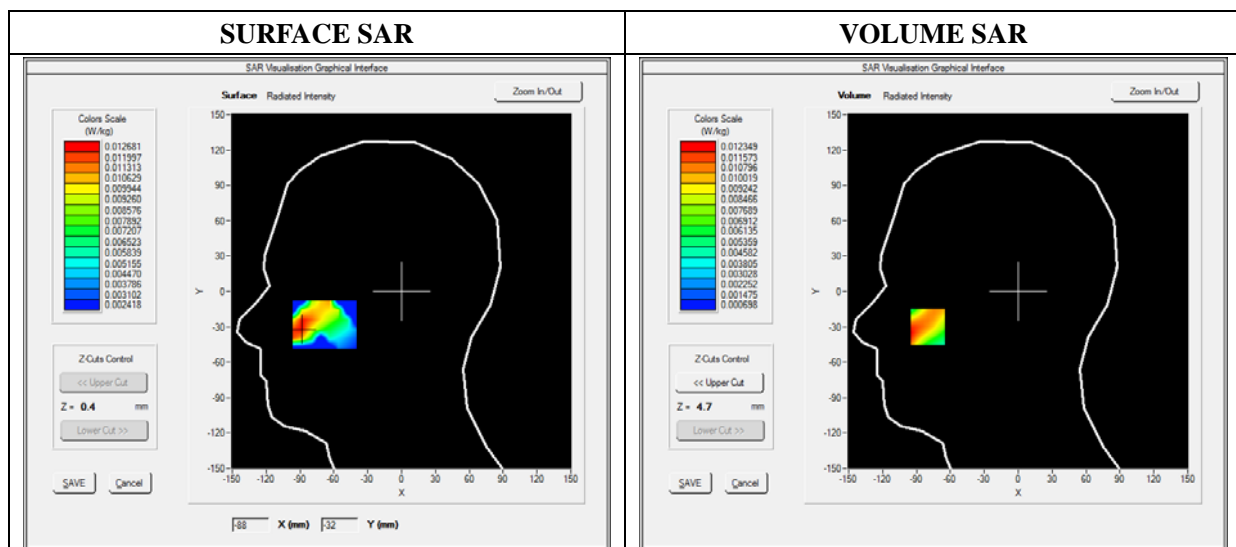 SURFACE SAR
SAR Visualisation Graphical Interface
Surface Radiated Intensity
Zoom In/Out
Colors Scale
(W/kg)
0.012681
0.011997
0.011313
0.010629
0.009944
0.009260
0.008576
0.007892
0.007207
0.006523
0.005839
0.005155
0.004470
0.003786
0.003102
0.002418
150
120
90
60
30
0
-30
-60
-90
-120
-150
Y
-150 -120 -90 -60 -30 0 30 60 90 120 150
X
Z-Cuts Control
<< Upper Cut
Z = 0.4 mm
Lower Cut >>
SAVE Cancel
-88 X (mm) -32 Y (mm)
VOLUME SAR
SAR Visualisation Graphical Interface
Volume Radiated Intensity
Zoom In/Out
Colors Scale
(W/kg)
0.012349
0.011573
0.010796
0.010019
0.009242
0.008466
0.007689
0.006912
0.006135
0.005359
0.004582
0.003805
0.003028
0.002252
0.001475
0.000698
150
120
90
60
30
0
-30
-60
-90
-120
-150
Y
-150 -120 -90 -60 -30 0 30 60 90 120 150
X
Z-Cuts Control
<< Upper Cut
Z = 4.7 mm
Lower Cut >>
SAVE Cancel